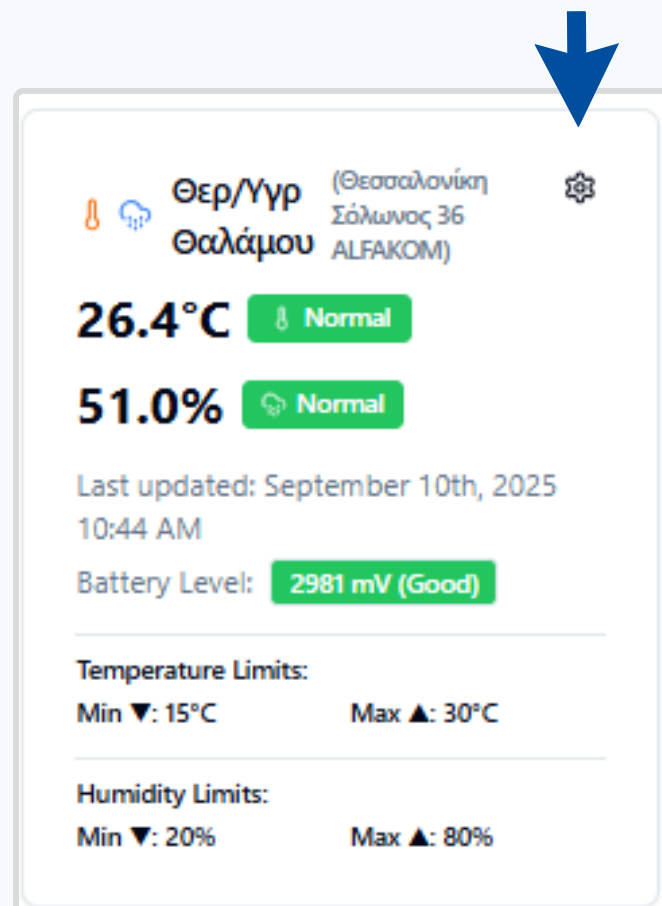 Θερ/Υγρ
Θαλάμου
(Θεσσαλονίκη
Σόλωνος 36
ALFAKOM)
26.4°C Normal
51.0% Normal
Last updated: September 10th, 2025
10:44 AM
Battery Level: 2981 mV (Good)
Temperature Limits:
Min ▼: 15°C Max ▲: 30°C
Humidity Limits:
Min ▼: 20% Max ▲: 80%